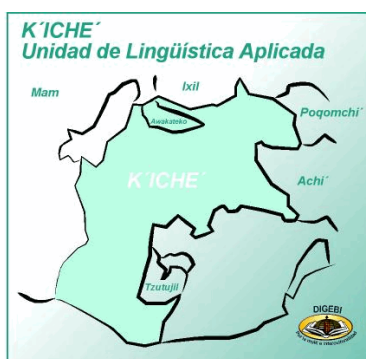 K´ICHE´
Unidad de Lingüística Aplicada
Mam
Ixil
Awakateko
Poqomchi´
K´ICHE´
Achi´
Tzutujil
DIGEBI